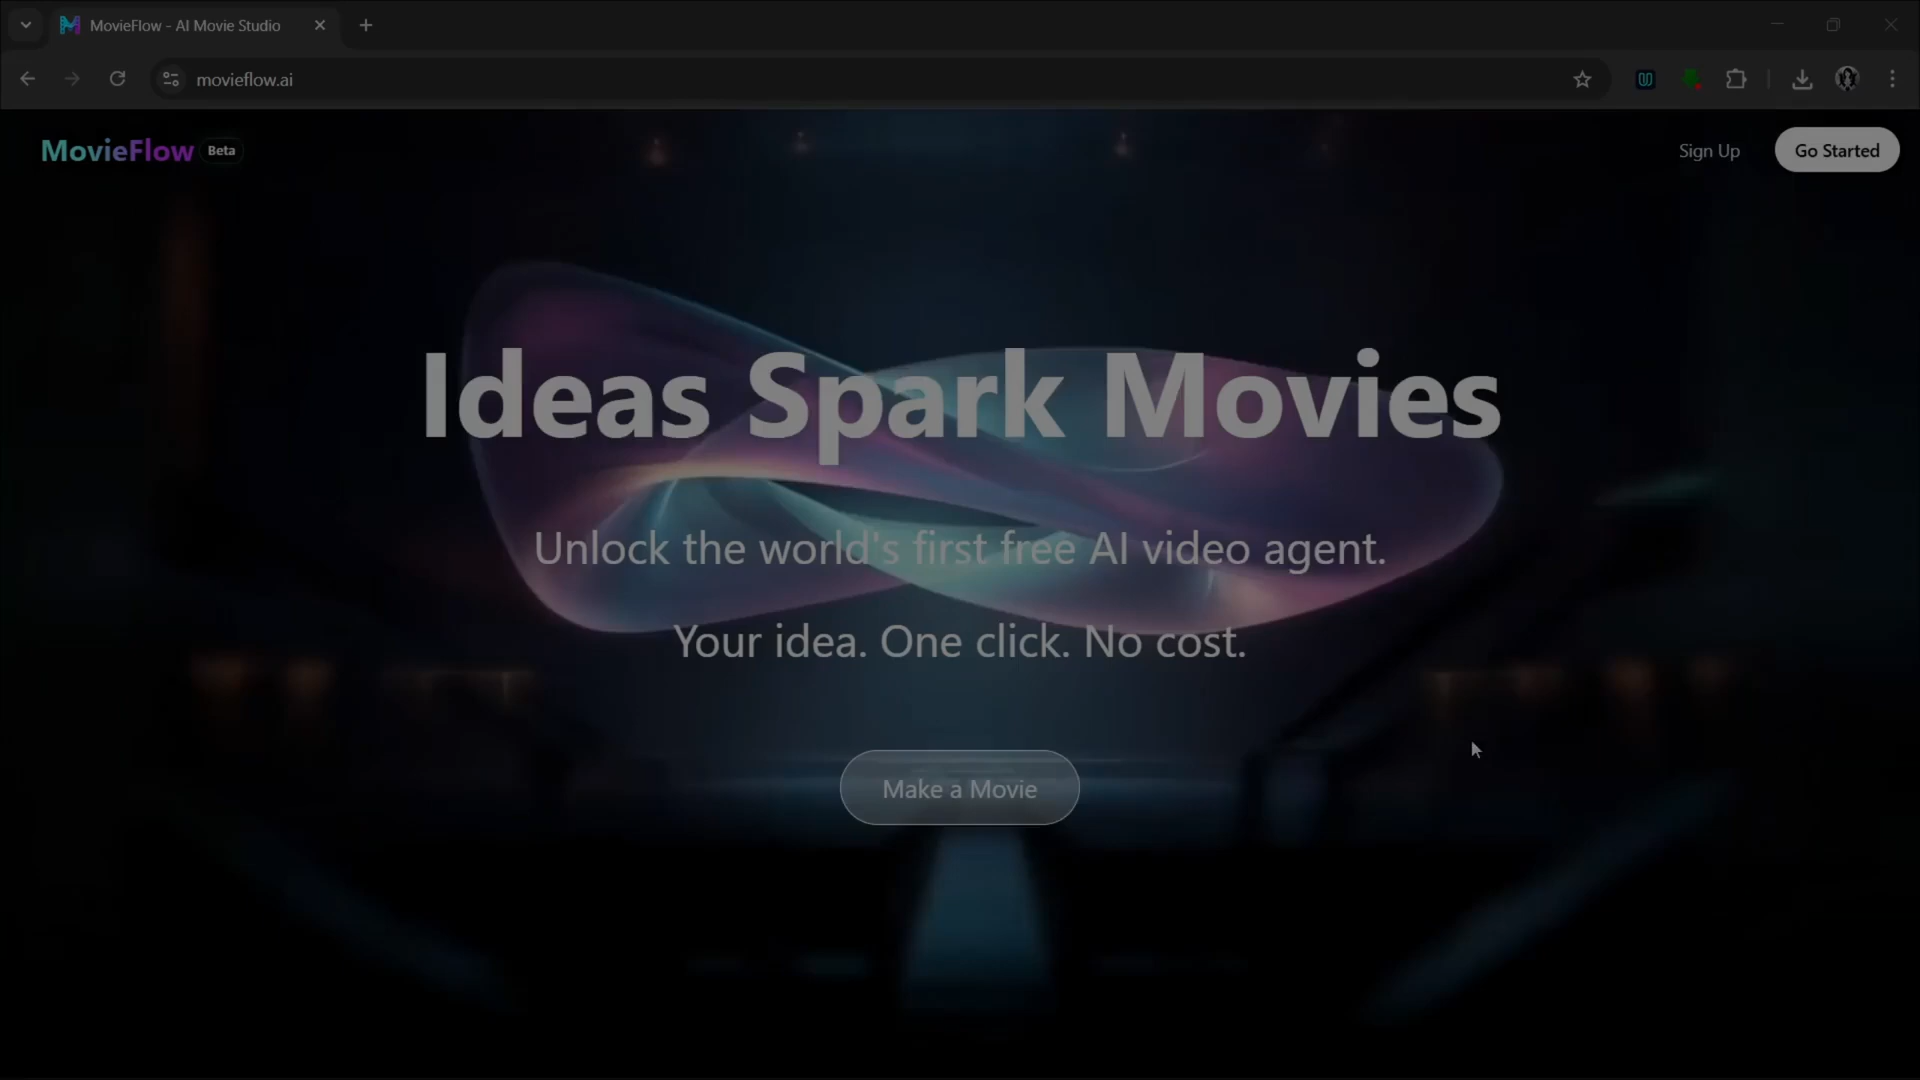 MovieFlow - AI Movie Studio
movieflow.ai
MovieFlow Beta
Sign Up
Go Started
Ideas Spark Movies
Unlock the world's first free AI video agent.
Your idea. One click. No cost.
Make a Movie